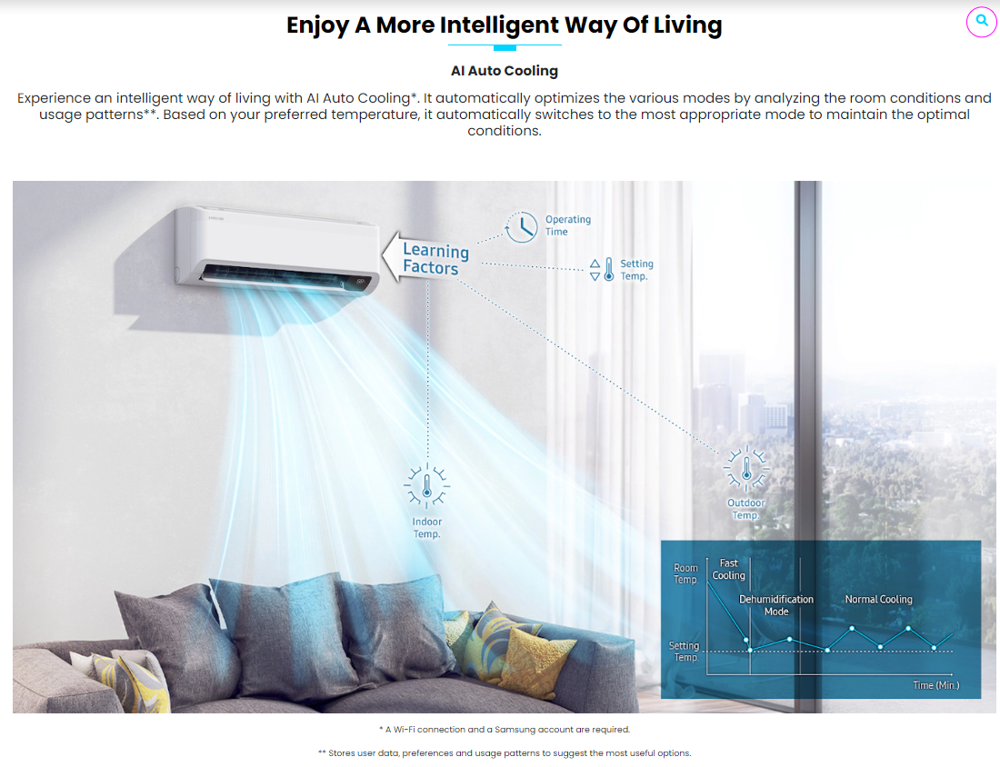 Enjoy A More Intelligent Way Of Living
AI Auto Cooling
Experience an intelligent way of living with AI Auto Cooling*. It automatically optimizes the various modes by analyzing the room conditions and
usage patterns**. Based on your preferred temperature, it automatically switches to the most appropriate mode to maintain the optimal
conditions.
SAMSUNG
Learning
Factors
Operating
Time
Setting
Temp.
Indoor
Temp.
Outdoor
Temp.
Room
Temp.
Fast
Cooling
Dehumidification
Mode
Normal Cooling
Setting
Temp
Time (Min.)
* A Wi-Fi connection and a Samsung account are required.
** Stores user data, preferences and usage patterns to suggest the most useful options.